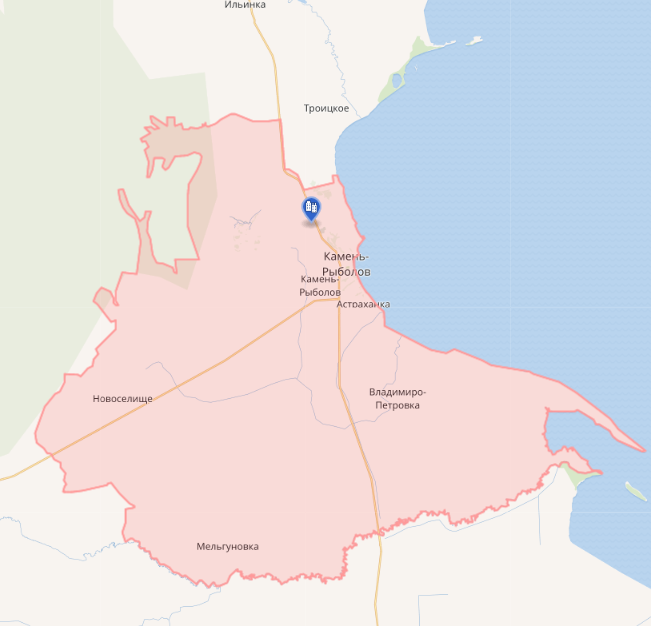 Ильинка
Троицкое
Камень-
Рыболов
Камень-
Рыболов
Астраханка
Владимиро-
Петровка
Новоселище
Мельгуновка